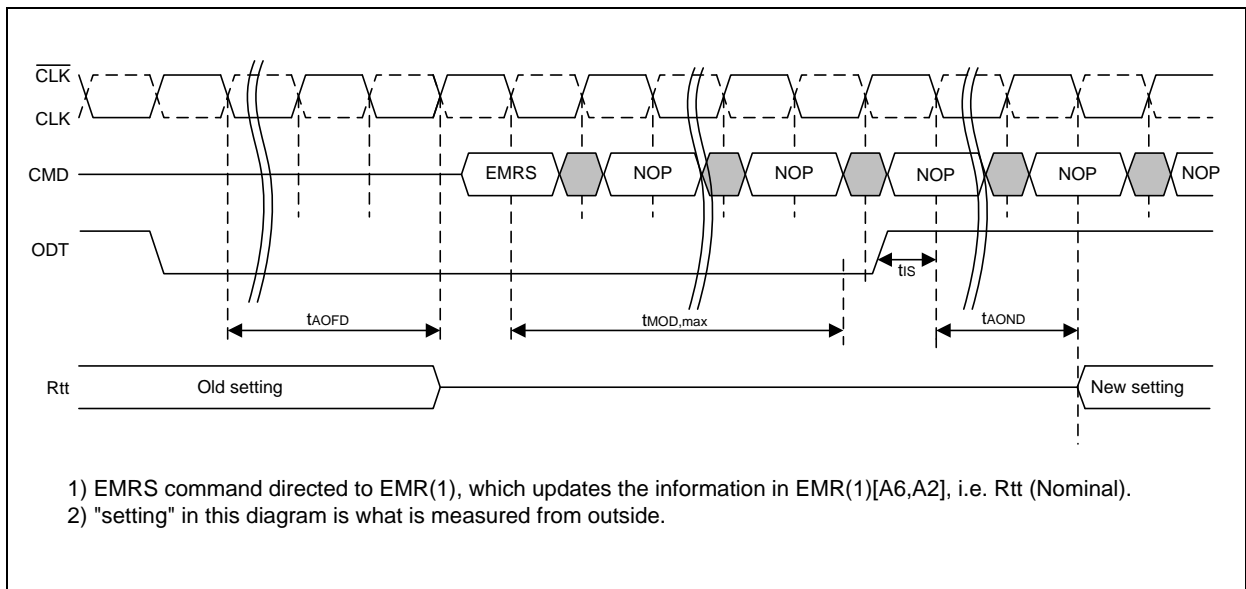 CLK
CLK
CMD EMRS NOP NOP NOP NOP NOP
ODT
tIS
tAOFD tMOD,max tAOND
Rtt Old setting New setting
1) EMRS command directed to EMR(1), which updates the information in EMR(1)[A6,A2], i.e. Rtt (Nominal).
2) "setting" in this diagram is what is measured from outside.